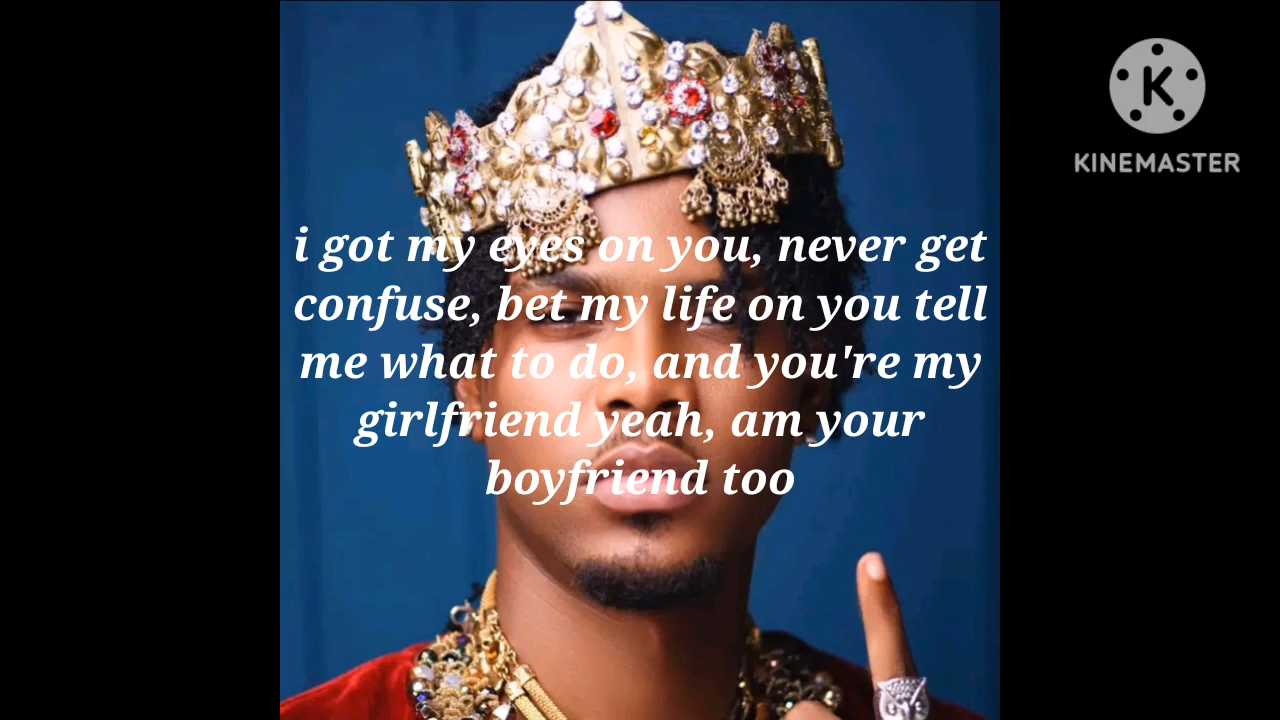 i got my eyes on you, never get
confuse, bet my life on you tell
me what to do, and you're my
girlfriend yeah, am your
boyfriend too
K
KINEMASTER